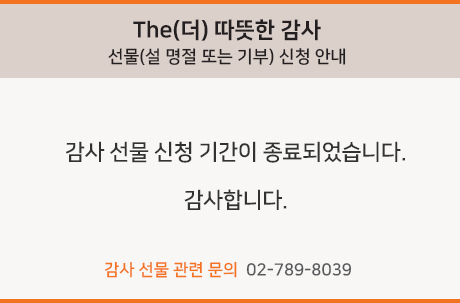 The(더) 따뜻한 감사
선물(설 명절 또는 기부) 신청 안내
감사 선물 신청 기간이 종료되었습니다.
감사합니다.
감사 선물 관련 문의 02-789-8039